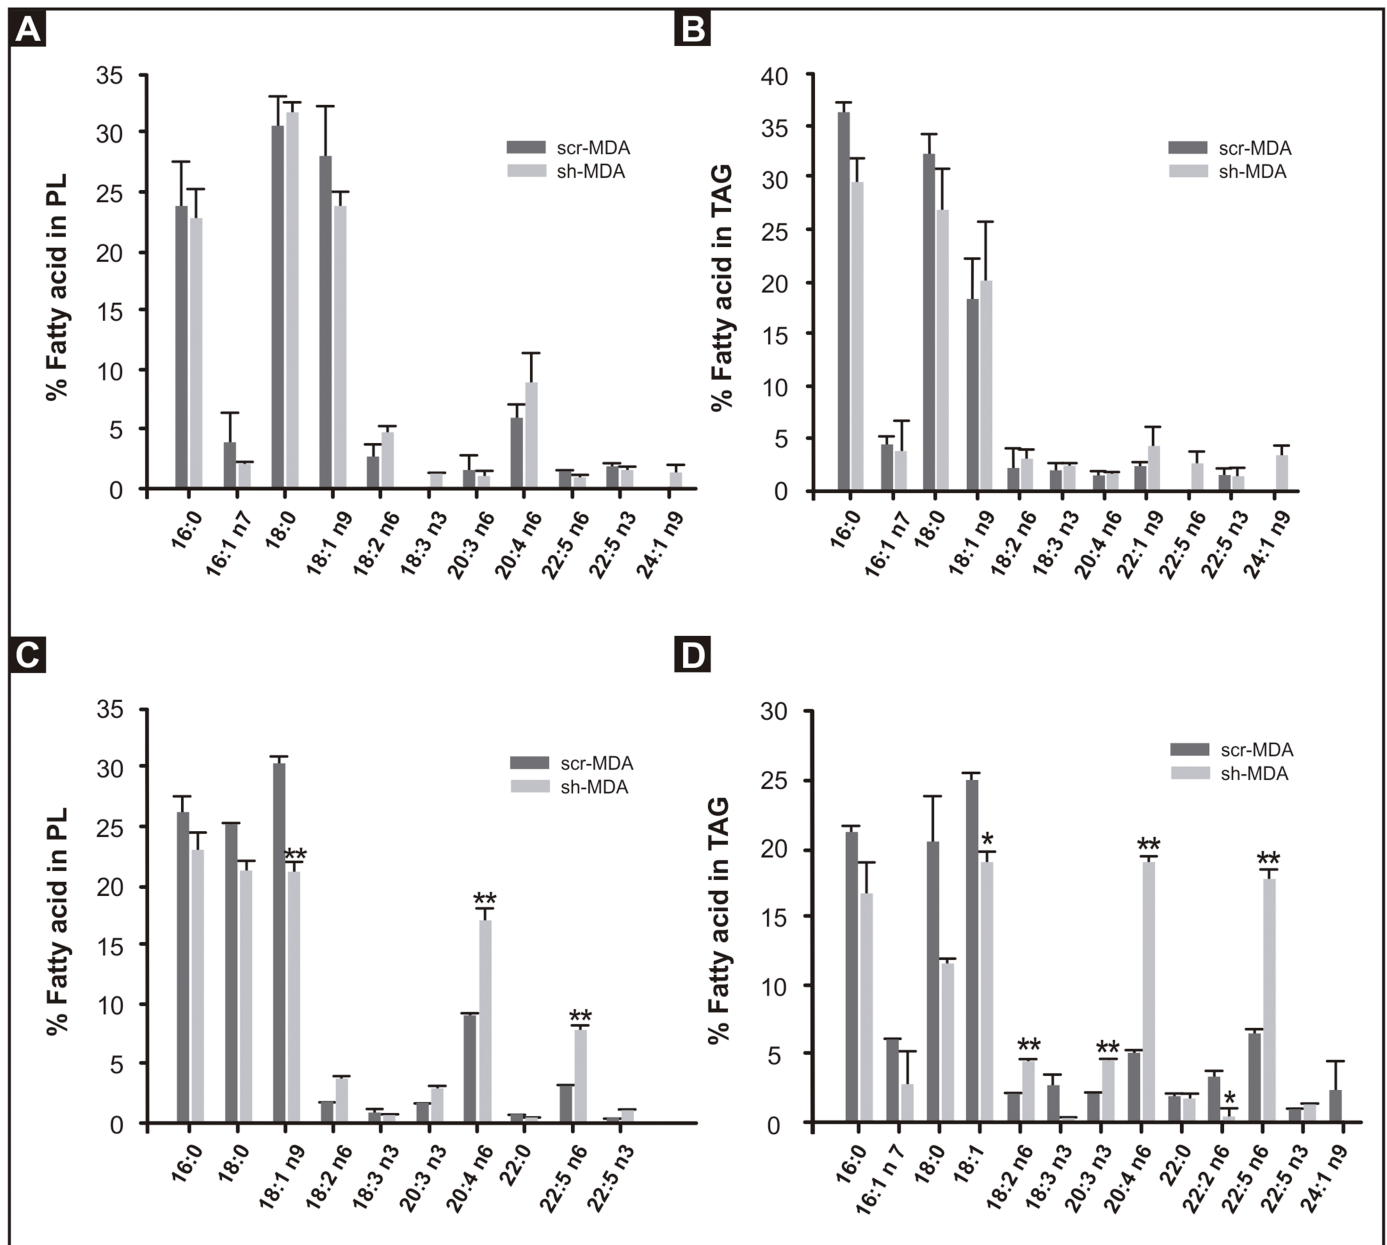 A
35
30
25
20
15
10
5
0
% Fatty acid in PL
scr-MDA
sh-MDA
16:0
16:1 n7
18:0
18:1 n9
18:2 n6
18:3 n3
20:3 n6
20:4 n6
22:5 n6
22:5 n3
24:1 n9
B
40
35
30
25
20
15
10
5
0
% Fatty acid in TAG
scr-MDA
sh-MDA
16:0
16:1 n7
18:0
18:1 n9
18:2 n6
18:3 n3
20:4 n6
22:1 n9
22:5 n6
22:5 n3
24:1 n9
C
35
30
25
20
15
10
5
0
% Fatty acid in PL
scr-MDA
sh-MDA
**
**
**
16:0
18:0
18:1 n9
18:2 n6
18:3 n3
20:3 n3
20:4 n6
22:0
22:5 n6
22:5 n3
D
30
25
20
15
10
5
0
% Fatty acid in TAG
scr-MDA
sh-MDA
*
**
**
**
*
**
16:0
16:1 n 7
18:0
18:1
18:2 n6
18:3 n3
20:3 n3
20:4 n6
22:0
22:2 n6
22:5 n6
22:5 n3
24:1 n9